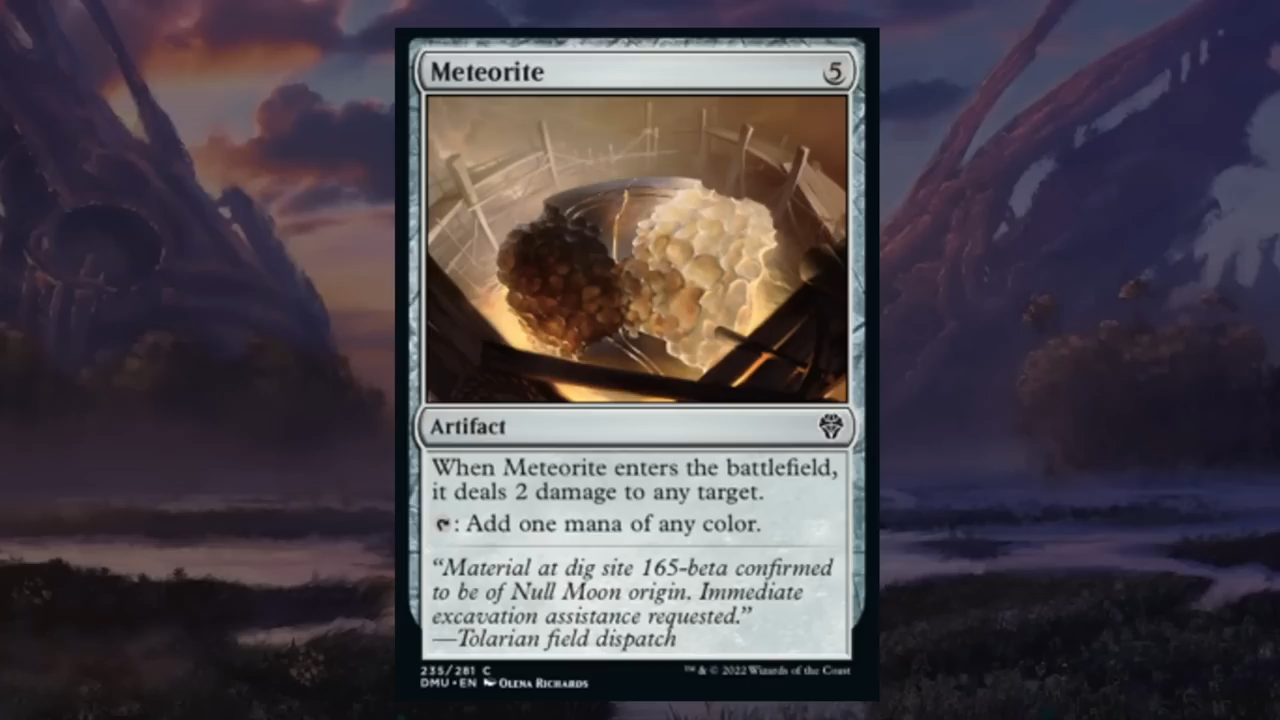 Meteorite 5
Artifact
When Meteorite enters the battlefield,
it deals 2 damage to any target.
: Add one mana of any color.
“Material at dig site 165-beta confirmed
to be of Null Moon origin. Immediate
excavation assistance requested.”
—Tolarian field dispatch
235/281 C ™ & © 2022 Wizards of the Coast
DMU • EN Olena Richards